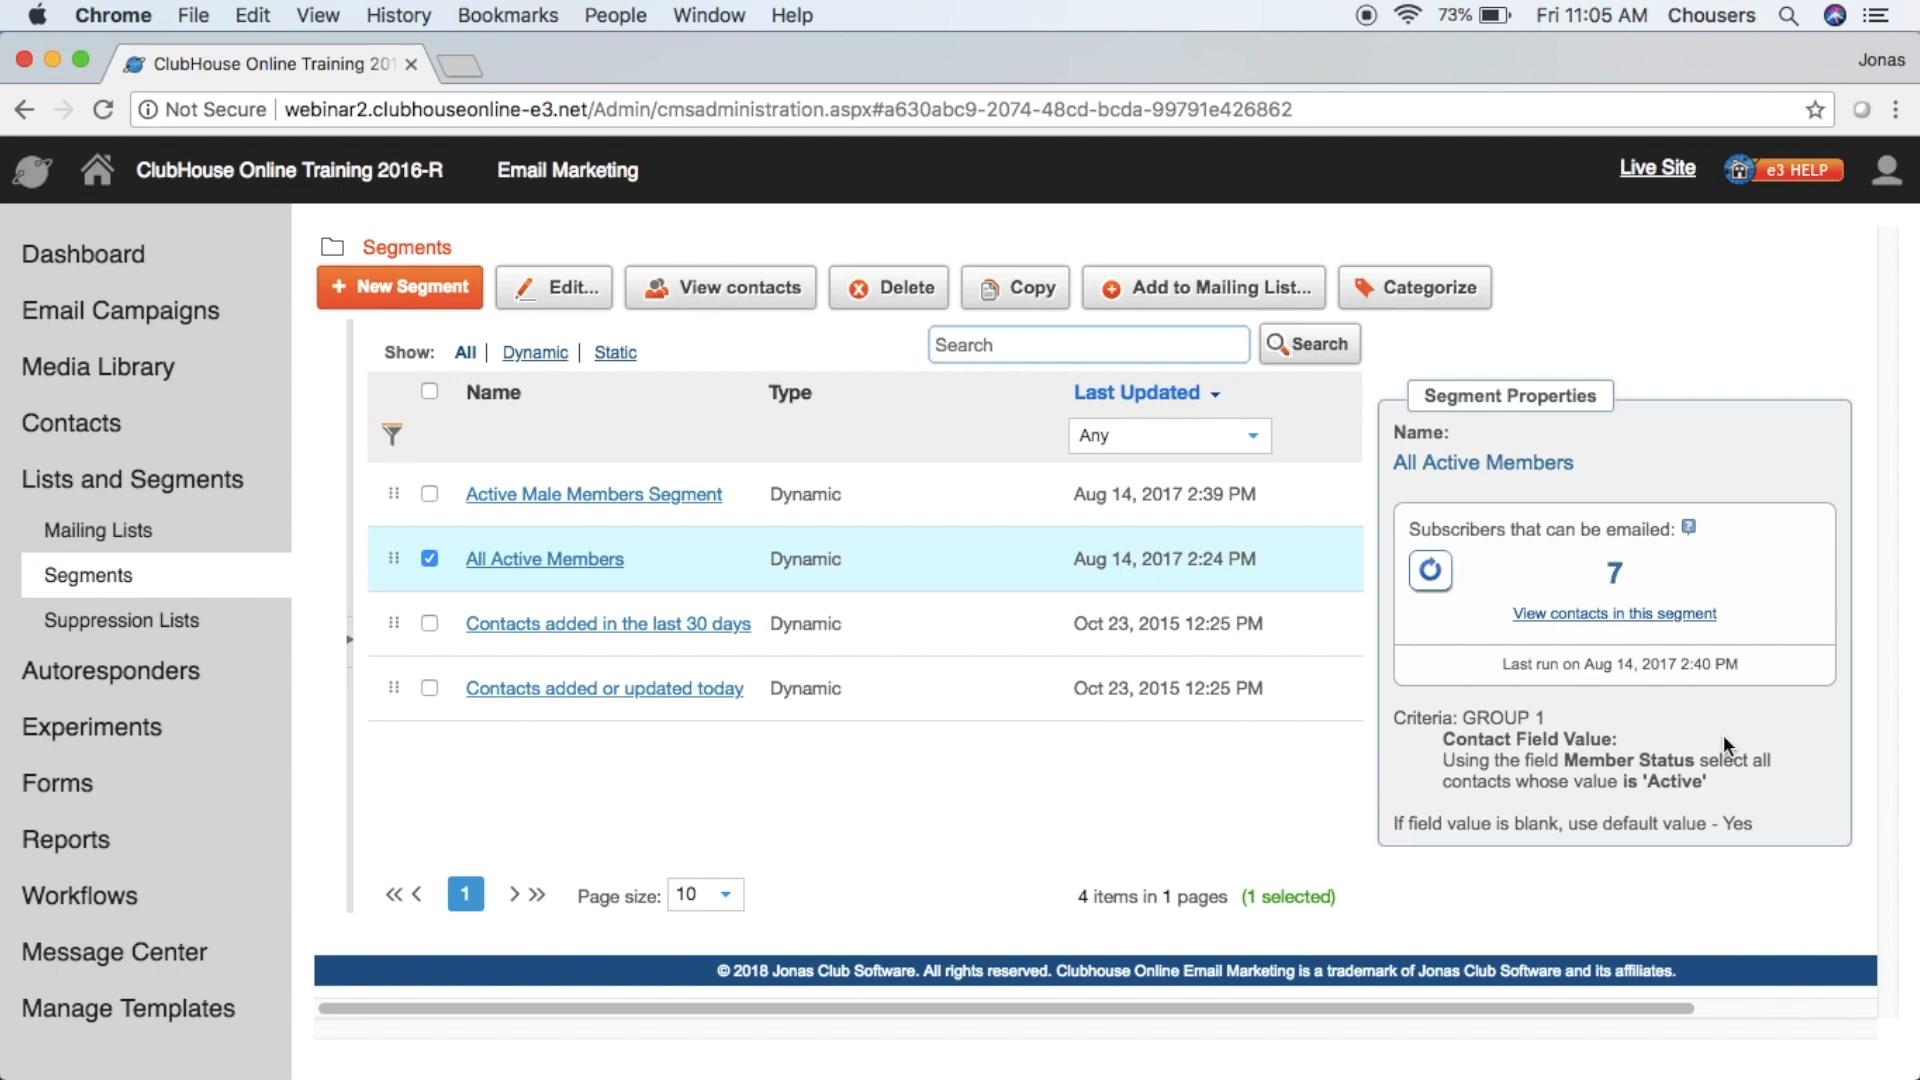 Chrome File Edit View History Bookmarks People Window Help 73% Fri 11:05 AM Chousers
ClubHouse Online Training 201 Jonas
Not Secure webinar2.clubhouseonline-e3.net/Admin/cmsadministration.aspx#a630abc9-2074-48cd-bcda-99791e426862
ClubHouse Online Training 2016-R Email Marketing Live Site e3 HELP
Dashboard
Email Campaigns
Media Library
Contacts
Lists and Segments
Mailing Lists
Segments
Suppression Lists
Autoresponders
Experiments
Forms
Reports
Workflows
Message Center
Manage Templates
Segments
+ New Segment Edit... View contacts Delete Copy Add to Mailing List... Categorize
Show: All | Dynamic | Static Search Search
Name Type Last Updated
Any
Active Male Members Segment Dynamic Aug 14, 2017 2:39 PM
All Active Members Dynamic Aug 14, 2017 2:24 PM
Contacts added in the last 30 days Dynamic Oct 23, 2015 12:25 PM
Contacts added or updated today Dynamic Oct 23, 2015 12:25 PM
Segment Properties
Name:
All Active Members
Subscribers that can be emailed: ?
7
View contacts in this segment
Last run on Aug 14, 2017 2:40 PM
Criteria: GROUP 1
Contact Field Value:
Using the field Member Status select all
contacts whose value is 'Active'
If field value is blank, use default value - Yes
1 Page size: 10 4 items in 1 pages (1 selected)
© 2018 Jonas Club Software. All rights reserved. Clubhouse Online Email Marketing is a trademark of Jonas Club Software and its affiliates.